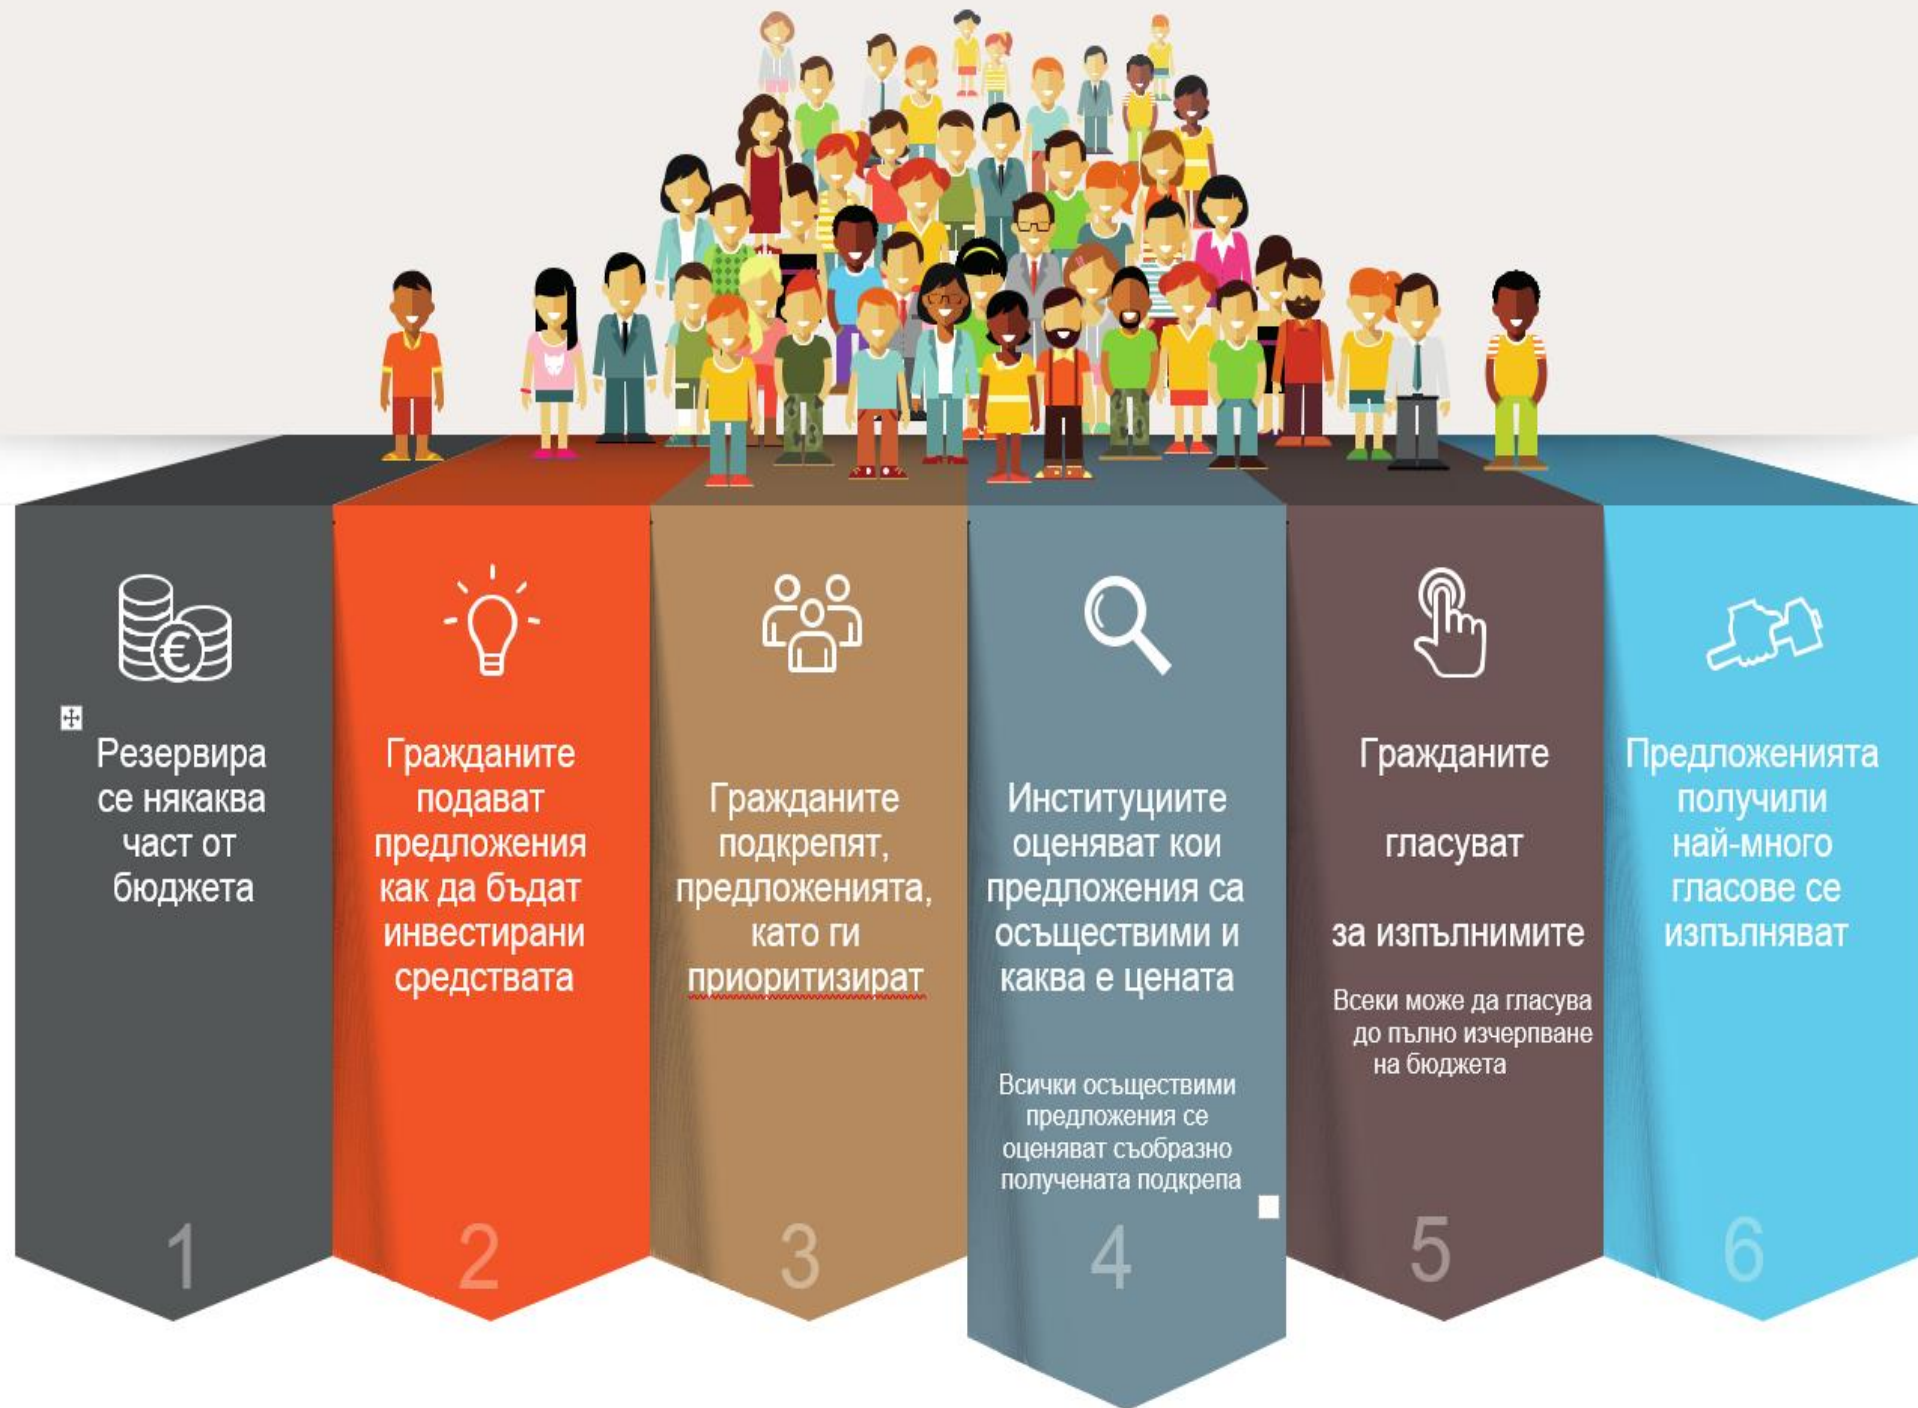 Резервира
се някаква
част от
бюджета
1
Гражданите
подават
предложения
как да бъдат
инвестирани
средствата
2
Гражданите
подкрепят,
предложенията,
като ги
приоритизират
3
Институциите
оценяват кои
предложения са
осъществими и
каква е цената
Всички осъществими
предложения се
оценяват съобразно
получената подкрепа
4
Гражданите
гласуват
за изпълнимите
Всеки може да гласува
до пълно изчерпване
на бюджета
5
Предложенията
получили
най-много
гласове се
изпълняват
6